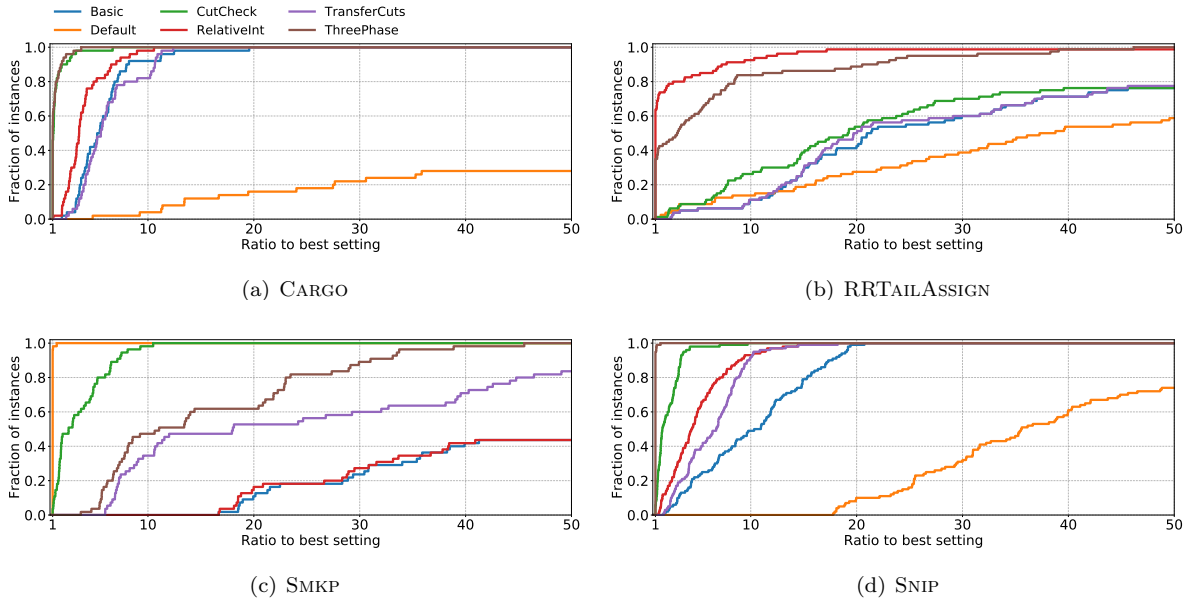 Basic CutCheck TransferCuts
Default RelativeInt ThreePhase
Fraction of instances
1.0
0.8
0.6
0.4
0.2
0.0
1 10 20 30 40 50
Ratio to best setting
(a) CARGO
Fraction of instances
1.0
0.8
0.6
0.4
0.2
0.0
1 10 20 30 40 50
Ratio to best setting
(b) RRTAILASSIGN
Fraction of instances
1.0
0.8
0.6
0.4
0.2
0.0
1 10 20 30 40 50
Ratio to best setting
(c) SMKP
Fraction of instances
1.0
0.8
0.6
0.4
0.2
0.0
1 10 20 30 40 50
Ratio to best setting
(d) SNIP